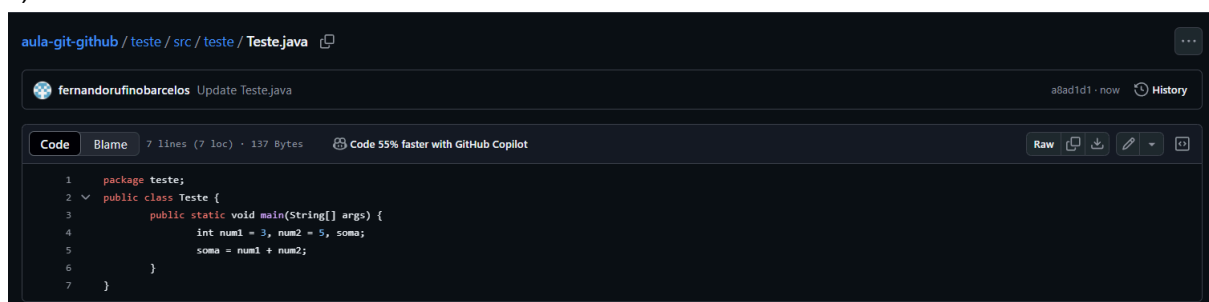 aula-git-github / teste / src / teste / Teste.java
fernandorufinobarcelos Update Teste.java a8ad1d1 · now History
Code Blame 7 lines (7 loc) · 137 Bytes Code 55% faster with GitHub Copilot Raw
1 package teste;
2 public class Teste {
3 public static void main(String[] args) {
4 int num1 = 3, num2 = 5, soma;
5 soma = num1 + num2;
6 }
7 }